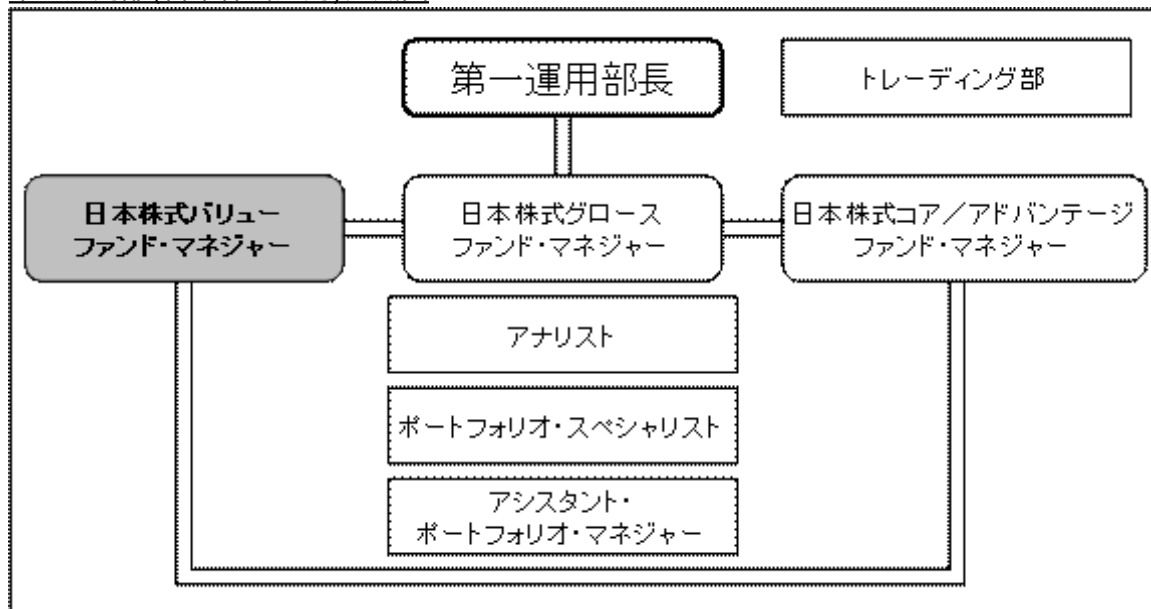 第一運用部長
トレーディング部
日本株式バリュー
ファンド・マネジャー
日本株式グロース
ファンド・マネジャー
日本株式コア／アドバンテージ
ファンド・マネジャー
アナリスト
ポートフォリオ・スペシャリスト
アシスタント・
ポートフォリオ・マネジャー